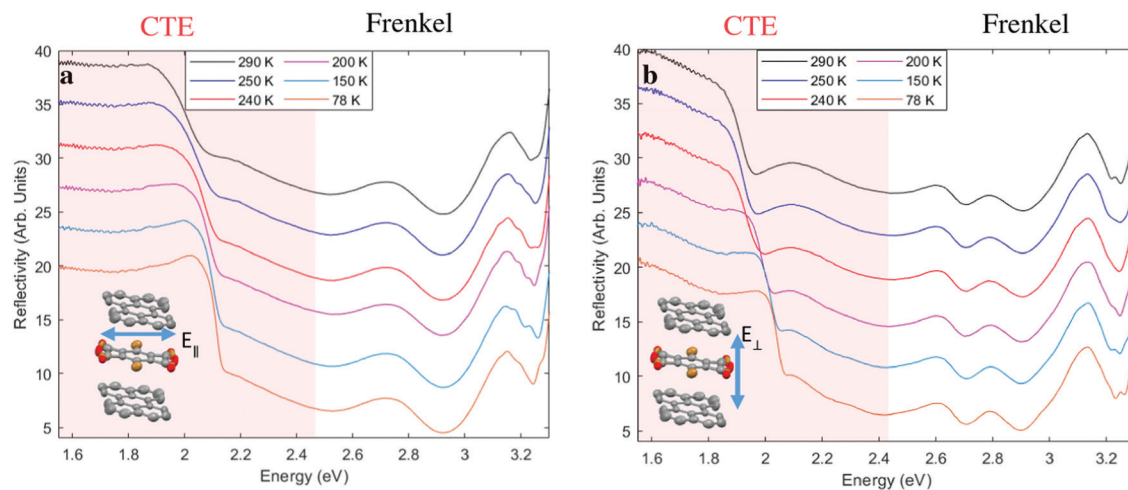 CTE Frenkel
a
290 K 200 K
250 K 150 K
240 K 78 K
40
35
30
25
20
15
10
5
Reflectivity (Arb. Units)
E∥
1.6 1.8 2 2.2 2.4 2.6 2.8 3 3.2
Energy (eV)
CTE Frenkel
b
290 K 200 K
250 K 150 K
240 K 78 K
40
35
30
25
20
15
10
5
Reflectivity (Arb. Units)
E⊥
1.6 1.8 2 2.2 2.4 2.6 2.8 3 3.2
Energy (eV)